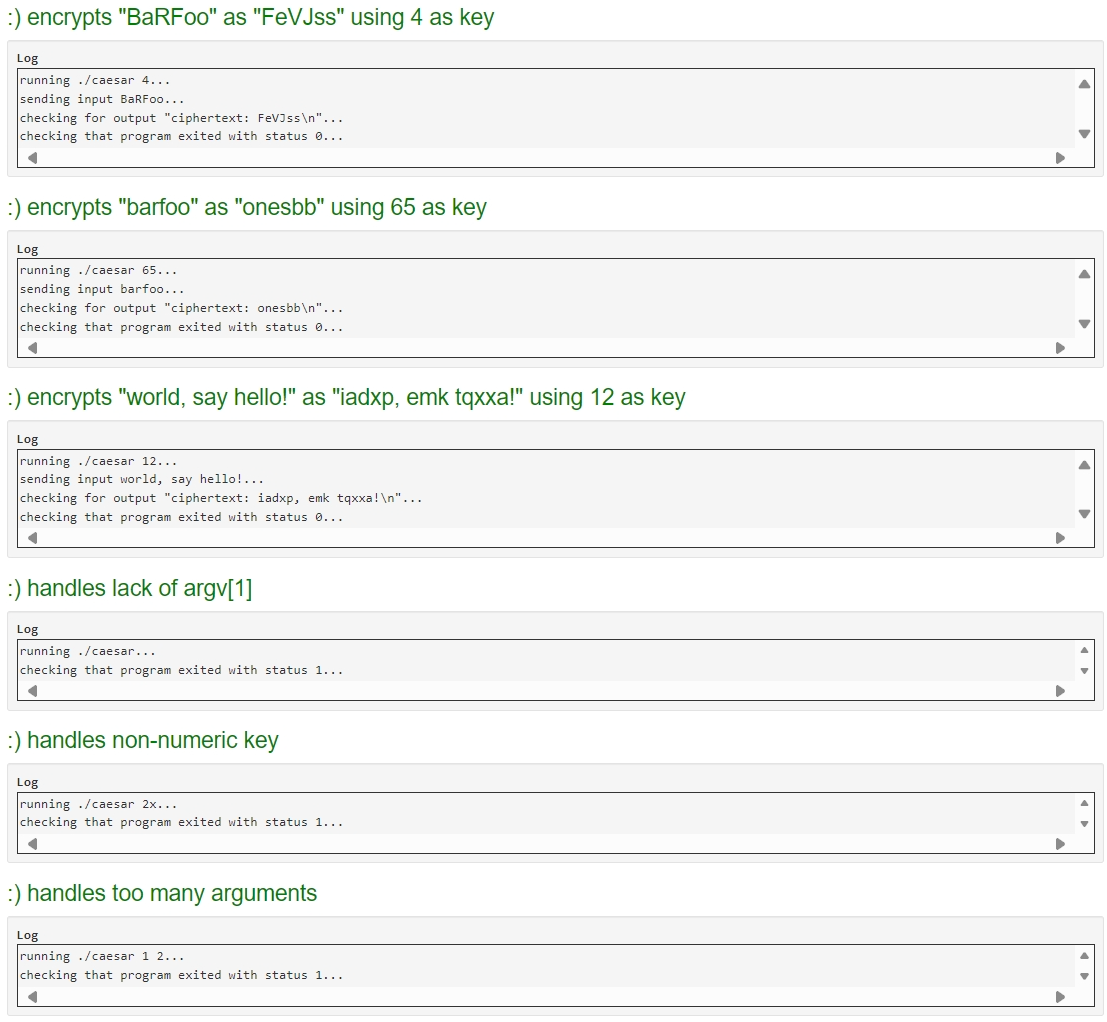 :) encrypts "BaRFoo" as "FeVJss" using 4 as key
Log
running ./caesar 4...
sending input BaRFoo...
checking for output "ciphertext: FeVJss\n"...
checking that program exited with status 0...
:) encrypts "barfoo" as "onesbb" using 65 as key
Log
running ./caesar 65...
sending input barfoo...
checking for output "ciphertext: onesbb\n"...
checking that program exited with status 0...
:) encrypts "world, say hello!" as "iadxp, emk tqxxa!" using 12 as key
Log
running ./caesar 12...
sending input world, say hello!...
checking for output "ciphertext: iadxp, emk tqxxa!\n"...
checking that program exited with status 0...
:) handles lack of argv[1]
Log
running ./caesar...
checking that program exited with status 1...
:) handles non-numeric key
Log
running ./caesar 2x...
checking that program exited with status 1...
:) handles too many arguments
Log
running ./caesar 1 2...
checking that program exited with status 1...